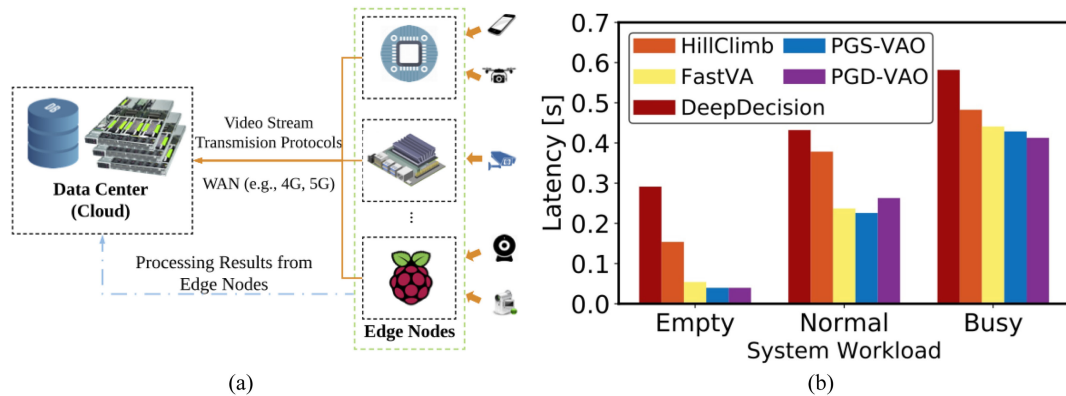 Data Center
(Cloud)
Video Stream
Transmision Protocols
WAN (e.g., 4G, 5G)
Processing Results from
Edge Nodes
...
Edge Nodes
(a)
Latency [s]
0.7
0.6
0.5
0.4
0.3
0.2
0.1
0.0
HillClimb
PGS-VAO
FastVA
PGD-VAO
DeepDecision
Empty
Normal
Busy
System Workload
(b)